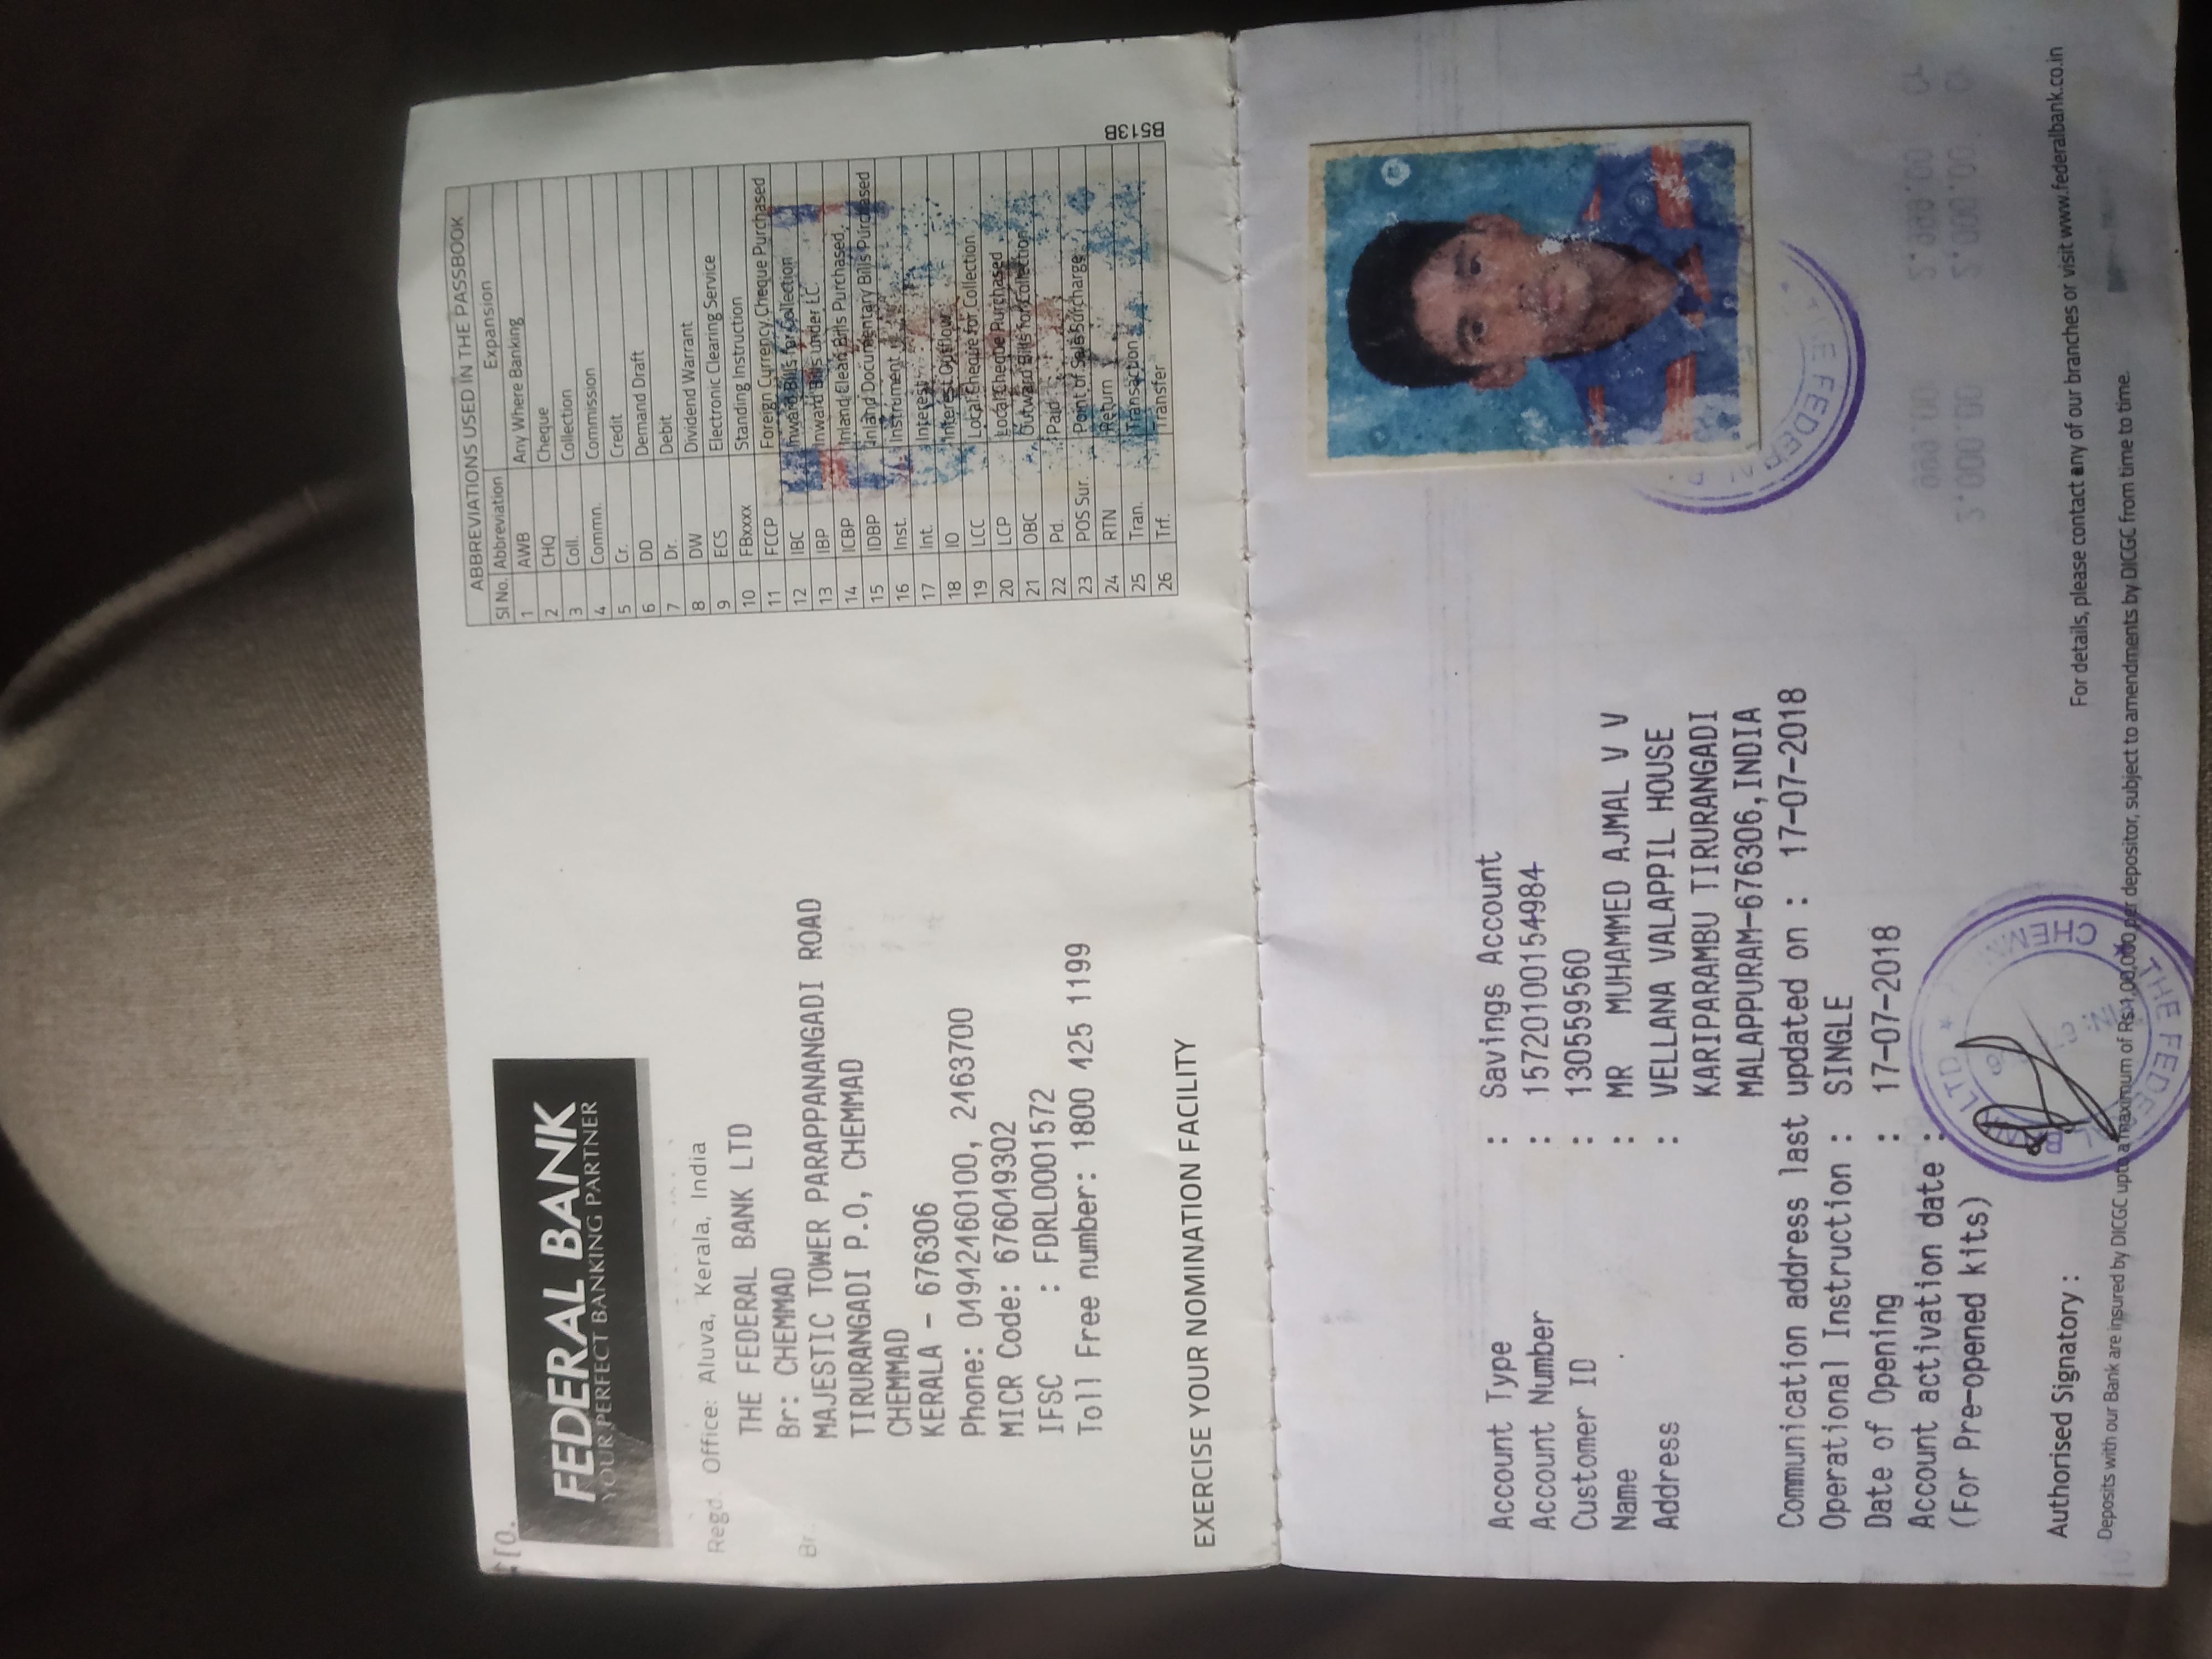 FEDERAL BANK
YOUR PERFECT BANKING PARTNER
Regd. Office: Aluva, Kerala, India
THE FEDERAL BANK LTD
Br: CHEMMAD
MAJESTIC TOWER PARAPPANANGADI ROAD
TIRURANGADI P.O, CHEMMAD
CHEMMAD
KERALA - 676306
Phone: 04942460100, 2463700
MICR Code: 676049302
IFSC : FDRL0001572
Toll Free number: 1800 425 1199
EXERCISE YOUR NOMINATION FACILITY
ABBREVIATIONS USED IN THE PASSBOOK
Sl No. Abbreviation Expansion
1 AWB Any Where Banking
2 CHQ Cheque
3 Coll. Collection
4 Commn. Commission
5 Cr. Credit
6 DD Demand Draft
7 Dr. Debit
8 DW Dividend Warrant
9 ECS Electronic Clearing Service
10 FBxxxx Standing Instruction
11 FCCP Foreign Currency Cheque Purchased
12 IBC Inward Bills for Collection
13 IBP Inward Bills under LC.
14 ICBP Inland Clean Bills Purchased
15 IDBP Inland Documentary Bills Purchased
16 Inst. Instrument
17 Int. Interest
18 IO Interest Outflow
19 LCC Local Cheque for Collection
20 LCP Local Cheque Purchased
21 OBC Outward Bills for Collection
22 Pd. Paid
23 POS Sur. Point of Sale Surcharge
24 RTN Return
25 Tran. Transaction
26 Trf. Transfer
B513B
Account Type : Savings Account
Account Number : 15720100154984
Customer ID : 130559560
Name : MR MUHAMMED AJMAL V V
Address : VELLANA VALAPPIL HOUSE
KARIPARAMBU TIRURANGADI
MALAPPURAM-676306,INDIA
Communication address last updated on : 17-07-2018
Operational Instruction : SINGLE
Date of Opening : 17-07-2018
Account activation date :
(For Pre-opened kits)
Authorised Signatory :
For details, please contact any of our branches or visit www.federalbank.co.in
Deposits with our Bank are insured by DICGC upto a maximum of Rs.1,00,000 per depositor, subject to amendments by DICGC from time to time.